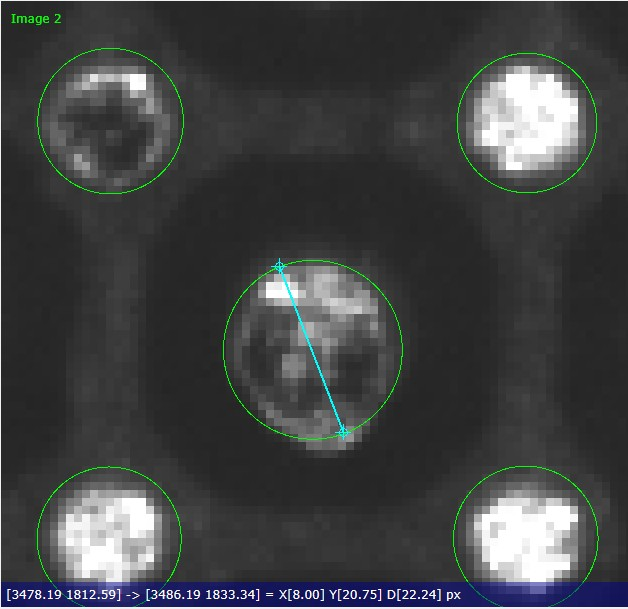 Image 2
[3478.19 1812.59] -> [3486.19 1833.34] = X[8.00] Y[20.75] D[22.24] px